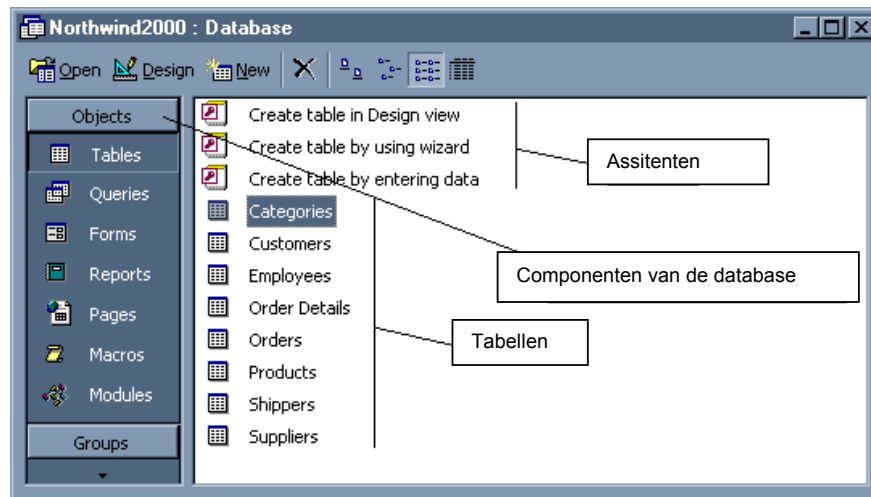 Northwind2000 : Database
Open Design New
Objects
Tables
Queries
Forms
Reports
Pages
Macros
Modules
Groups
Create table in Design view
Create table by using wizard
Create table by entering data
Categories
Customers
Employees
Order Details
Orders
Products
Shippers
Suppliers
Assitenten
Componenten van de database
Tabellen